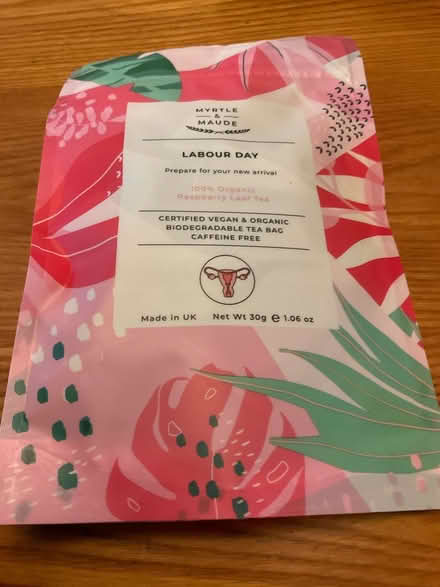 MYRTLE
&
MAUDE
LABOUR DAY
Prepare for your new arrival
100% Organic
Raspberry Leaf Tea
CERTIFIED VEGAN & ORGANIC
BIODEGRADABLE TEA BAG
CAFFEINE FREE
Made in UK Net Wt 30g ℮ 1.06 oz